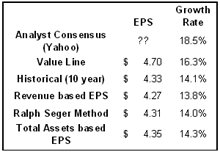 EPS Growth Rate
Analyst Consensus (Yahoo) ?? 18.5%
Value Line $ 4.70 16.3%
Historical (10 year) $ 4.33 14.1%
Revenue based EPS $ 4.27 13.8%
Ralph Seger Method $ 4.31 14.0%
Total Assets based EPS $ 4.35 14.3%